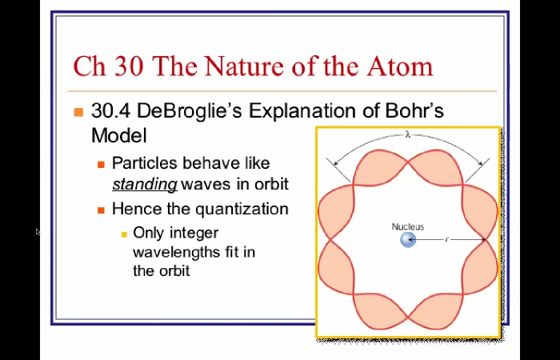 Ch 30 The Nature of the Atom
30.4 DeBroglie's Explanation of Bohr's
Model
Particles behave like
standing waves in orbit
Hence the quantization
Only integer
wavelengths fit in
the orbit
λ
Nucleus
r